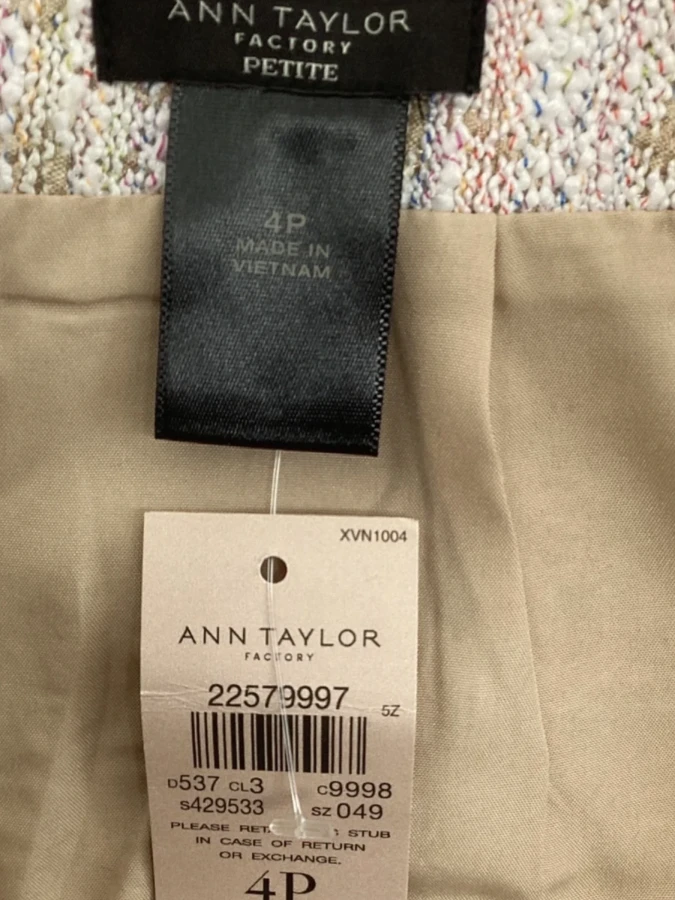 ANN TAYLOR
FACTORY
PETITE
4P
MADE IN
VIETNAM
XVN1004
ANN TAYLOR
FACTORY
22579997
5Z
D537 CL3 C9998
S429533 SZ 049
PLEASE STUB
IN CASE OF RETURN
OR EXCHANGE.
4P